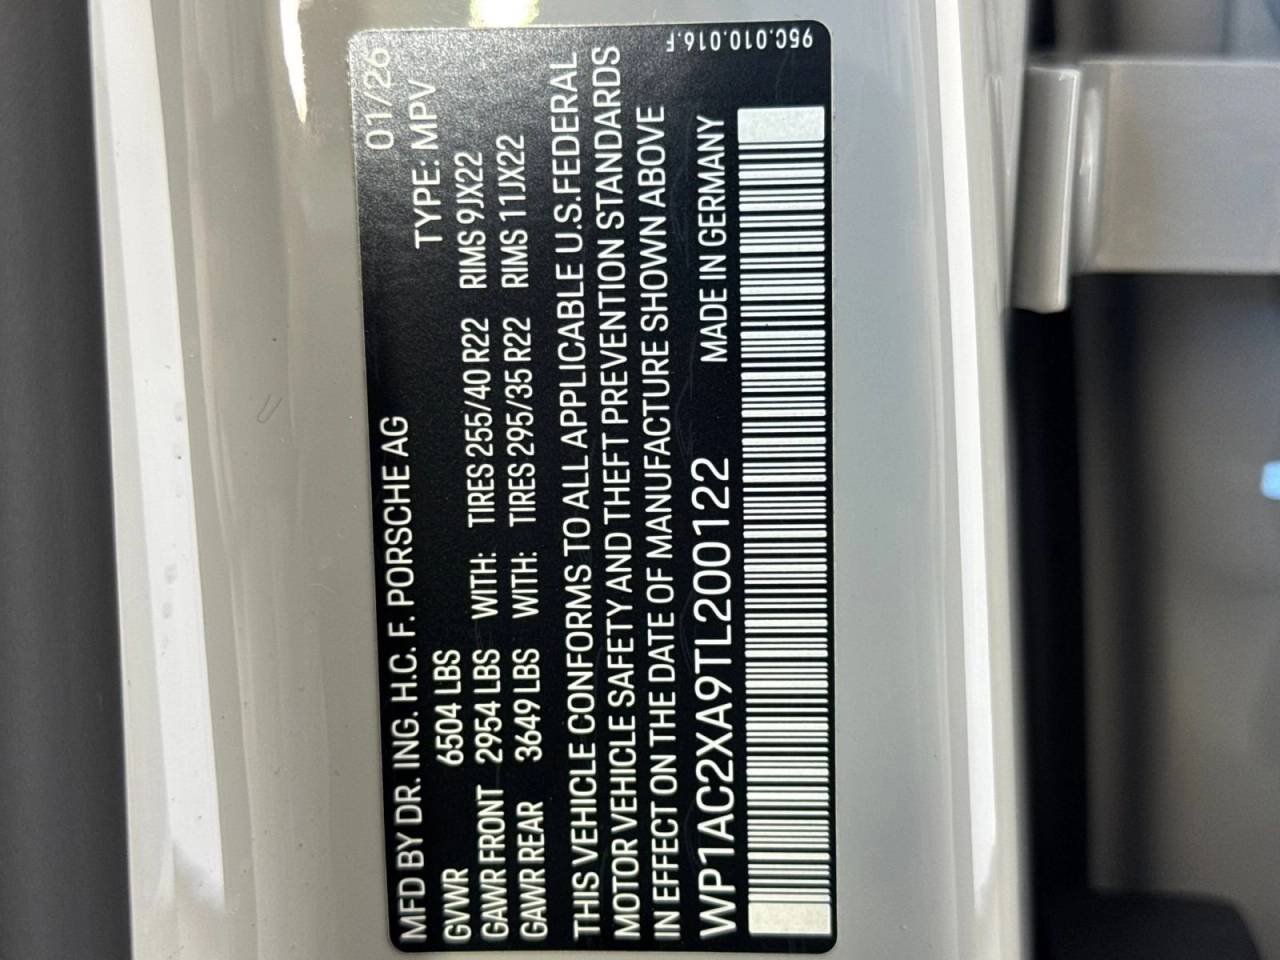 MFD BY DR. ING. H.C. F. PORSCHE AG 01/26
GVWR 6504 LBS TYPE: MPV
GAWR FRONT 2954 LBS WITH: TIRES 255/40 R22 RIMS 9JX22
GAWR REAR 3649 LBS WITH: TIRES 295/35 R22 RIMS 11JX22
THIS VEHICLE CONFORMS TO ALL APPLICABLE U.S.FEDERAL
MOTOR VEHICLE SAFETY AND THEFT PREVENTION STANDARDS
IN EFFECT ON THE DATE OF MANUFACTURE SHOWN ABOVE
WP1AC2XA9TL200122 MADE IN GERMANY
95C.010.016.F